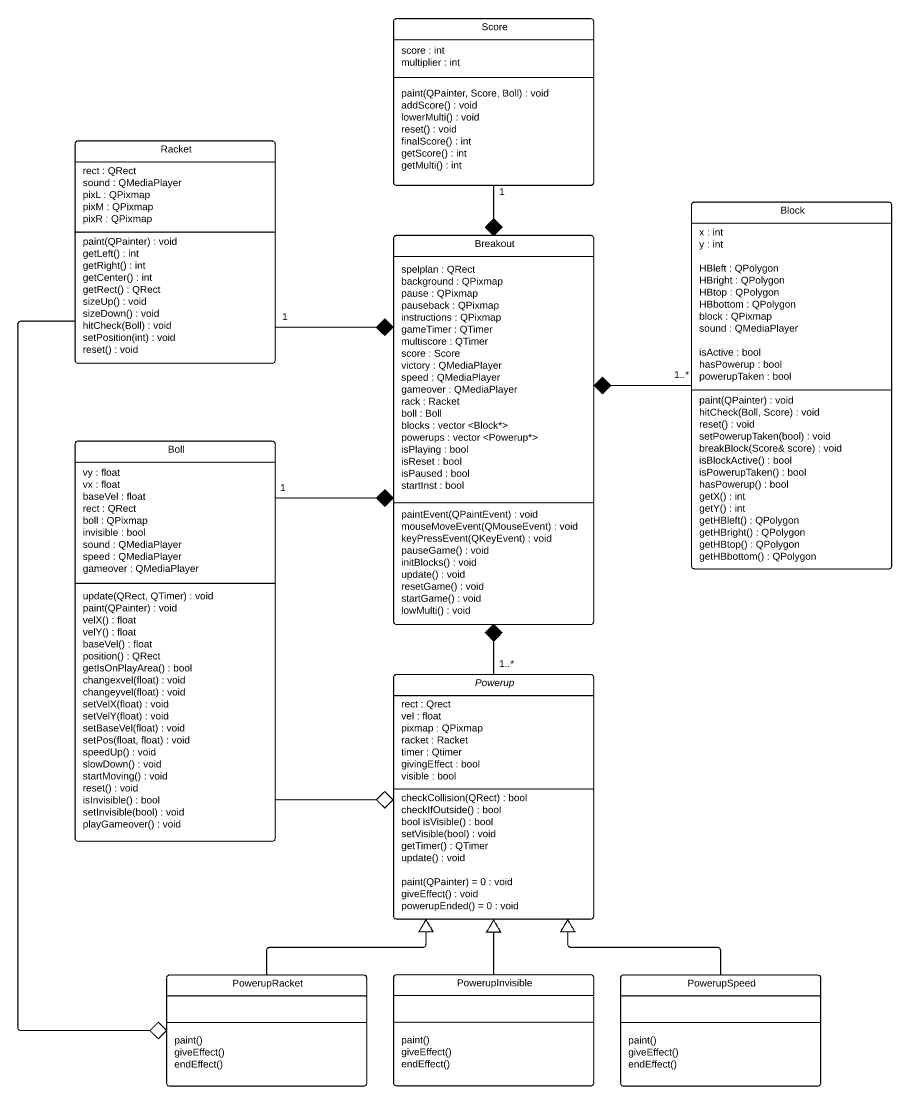 Score
score : int
multiplier : int
paint(QPainter, Score, Boll) : void
addScore() : void
lowerMulti() : void
reset() : void
finalScore() : int
getScore() : int
getMulti() : int
1
Racket
rect : QRect
sound : QMediaPlayer
pixL : QPixmap
pixM : QPixmap
pixR : QPixmap
paint(QPainter) : void
getLeft() : int
getRight() : int
getCenter() : int
getRect() : QRect
sizeUp() : void
sizeDown() : void
hitCheck(Boll) : void
setPosition(int) : void
reset() : void
1
Breakout
spelplan : QRect
background : QPixmap
pause : QPixmap
pauseback : QPixmap
instructions : QPixmap
gameTimer : QTimer
multiscore : QTimer
score : Score
victory : QMediaPlayer
speed : QMediaPlayer
gameover : QMediaPlayer
rack : Racket
boll : Boll
blocks : vector <Block*>
powerups : vector <Powerup*>
isPlaying : bool
isReset : bool
isPaused : bool
startInst : bool
paintEvent(QPaintEvent) : void
mouseMoveEvent(QMouseEvent) : void
keyPressEvent(QKeyEvent) : void
pauseGame() : void
initBlocks() : void
update() : void
resetGame() : void
startGame() : void
lowMulti() : void
1..*
Block
x : int
y : int
HBleft : QPolygon
HBright : QPolygon
HBtop : QPolygon
HBbottom : QPolygon
block : QPixmap
sound : QMediaPlayer
isActive : bool
hasPowerup : bool
powerupTaken : bool
paint(QPainter) : void
hitCheck(Boll, Score) : void
reset() : void
setPowerupTaken(bool) : void
breakBlock(Score& score) : void
isBlockActive() : bool
isPowerupTaken() : bool
hasPowerup() : bool
getX() : int
getY() : int
getHBleft() : QPolygon
getHBright() : QPolygon
getHBtop() : QPolygon
getHBbottom() : QPolygon
Boll
vy : float
vx : float
baseVel : float
rect : QRect
boll : QPixmap
invisible : bool
sound : QMediaPlayer
speed : QMediaPlayer
gameover : QMediaPlayer
update(QRect, QTimer) : void
paint(QPainter) : void
velX() : float
velY() : float
baseVel() : float
position() : QRect
getIsOnPlayArea() : bool
changexvel(float) : void
changeyvel(float) : void
setVelX(float) : void
setVelY(float) : void
setBaseVel(float) : void
setPos(float, float) : void
speedUp() : void
slowDown() : void
startMoving() : void
reset() : void
isInvisible() : bool
setInvisible(bool) : void
playGameover() : void
1
1..*
Powerup
rect : Qrect
vel : float
pixmap : QPixmap
racket : Racket
timer : Qtimer
givingEffect : bool
visible : bool
checkCollision(QRect) : bool
checkIfOutside() : bool
bool isVisible() : bool
setVisible(bool) : void
getTimer() : QTimer
update() : void
paint(QPainter) = 0 : void
giveEffect() : void
powerupEnded() = 0 : void
PowerupRacket
paint()
giveEffect()
endEffect()
PowerupInvisible
paint()
giveEffect()
endEffect()
PowerupSpeed
paint()
giveEffect()
endEffect()